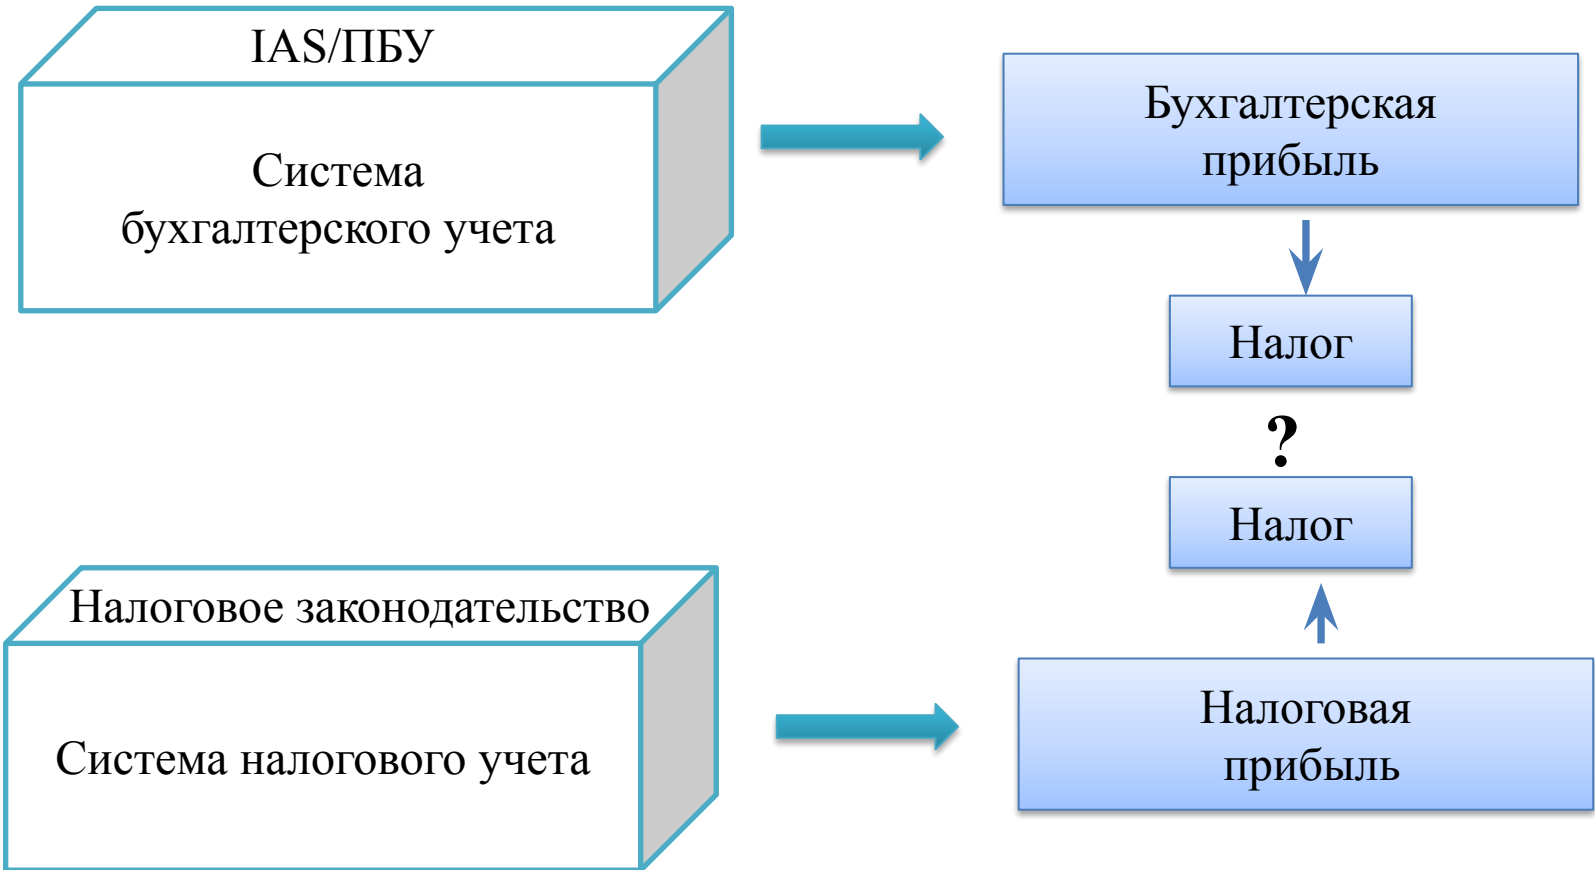 IAS/ПБУ
Система
бухгалтерского учета
Бухгалтерская
прибыль
Налог
?
Налог
Налоговое законодательство
Система налогового учета
Налоговая
прибыль